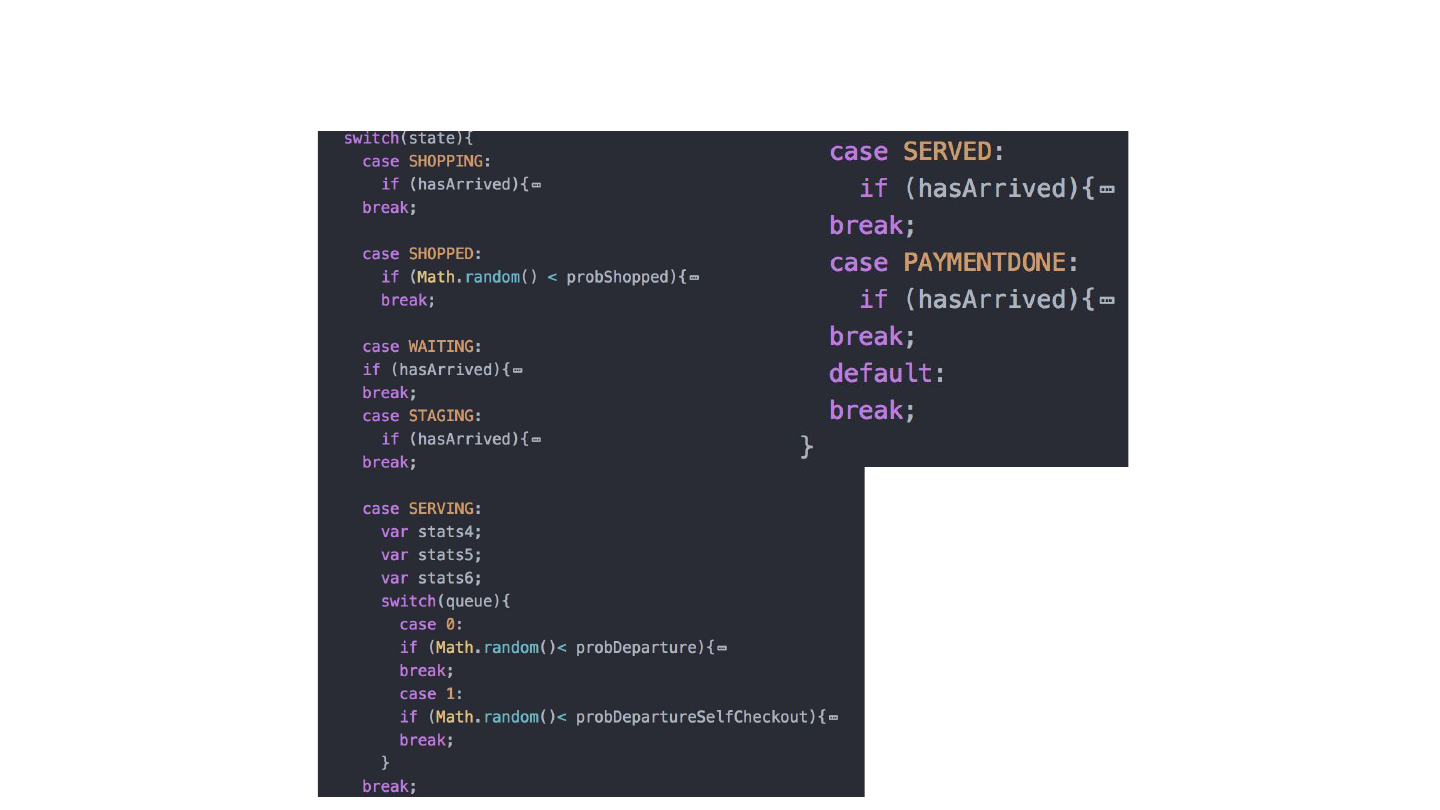 switch(state){
case SHOPPING:
if (hasArrived){
break;
case SHOPPED:
if (Math.random() < probShopped){
break;
case WAITING:
if (hasArrived){
break;
case STAGING:
if (hasArrived){
break;
case SERVING:
var stats4;
var stats5;
var stats6;
switch(queue){
case 0:
if (Math.random()< probDeparture){
break;
case 1:
if (Math.random()< probDepartureSelfCheckout){
break;
}
break;
case SERVED:
if (hasArrived){
break;
case PAYMENTDONE:
if (hasArrived){
break;
default:
break;
}